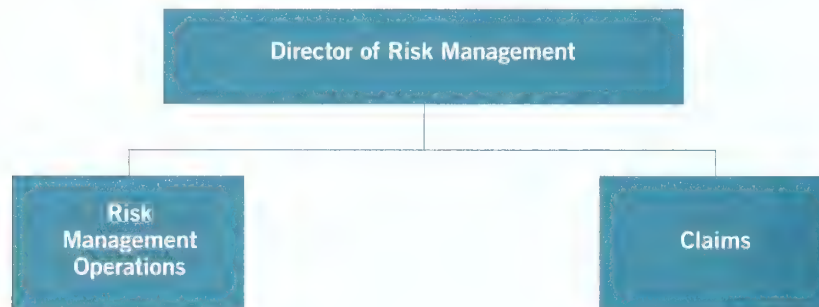 Director of Risk Management
Risk
Management
Operations
Claims